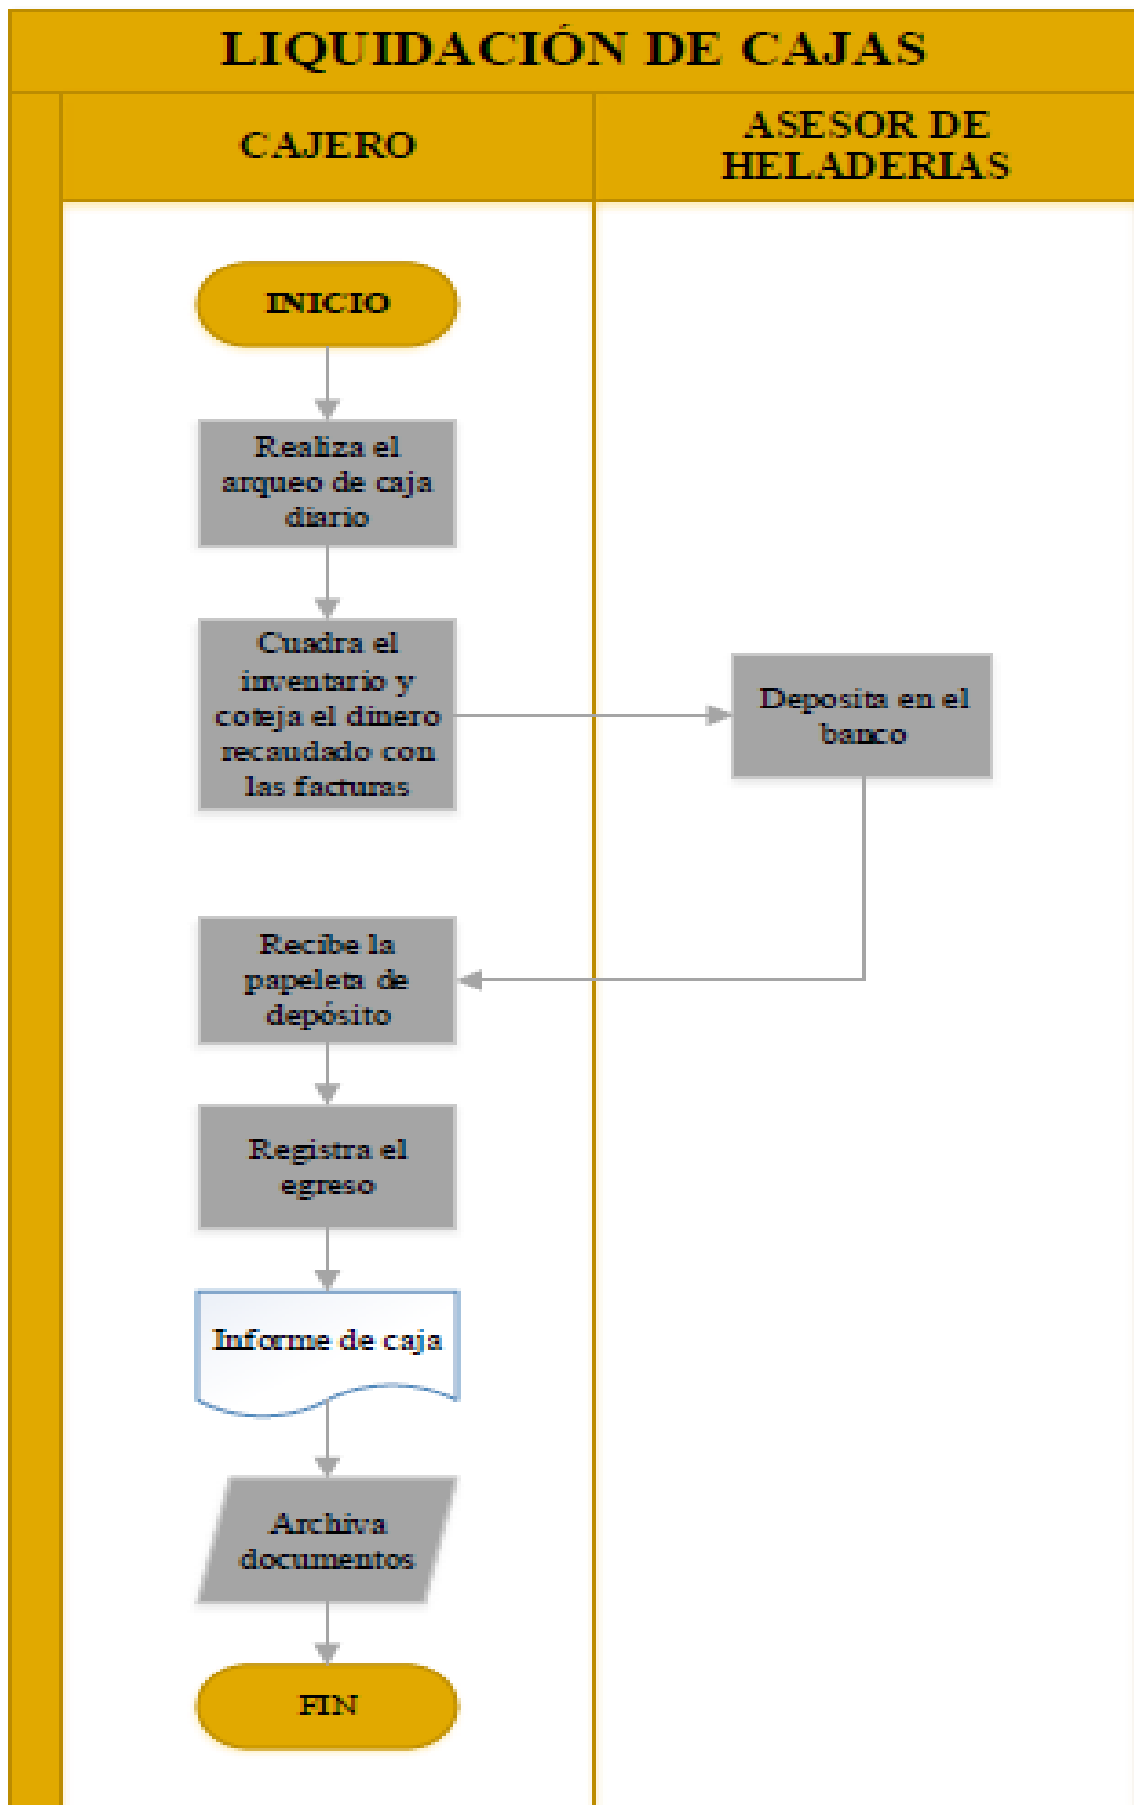 LIQUIDACIÓN DE CAJAS
CAJERO
ASESOR DE
HELADERIAS
INICIO
Realiza el
arqueo de caja
diario
Cuadra el
inventario y
coteja el dinero
recaudado con
las facturas
Deposita en el
banco
Recibe la
papeleta de
depósito
Registra el
egreso
Informe de caja
Archiva
documentos
FIN